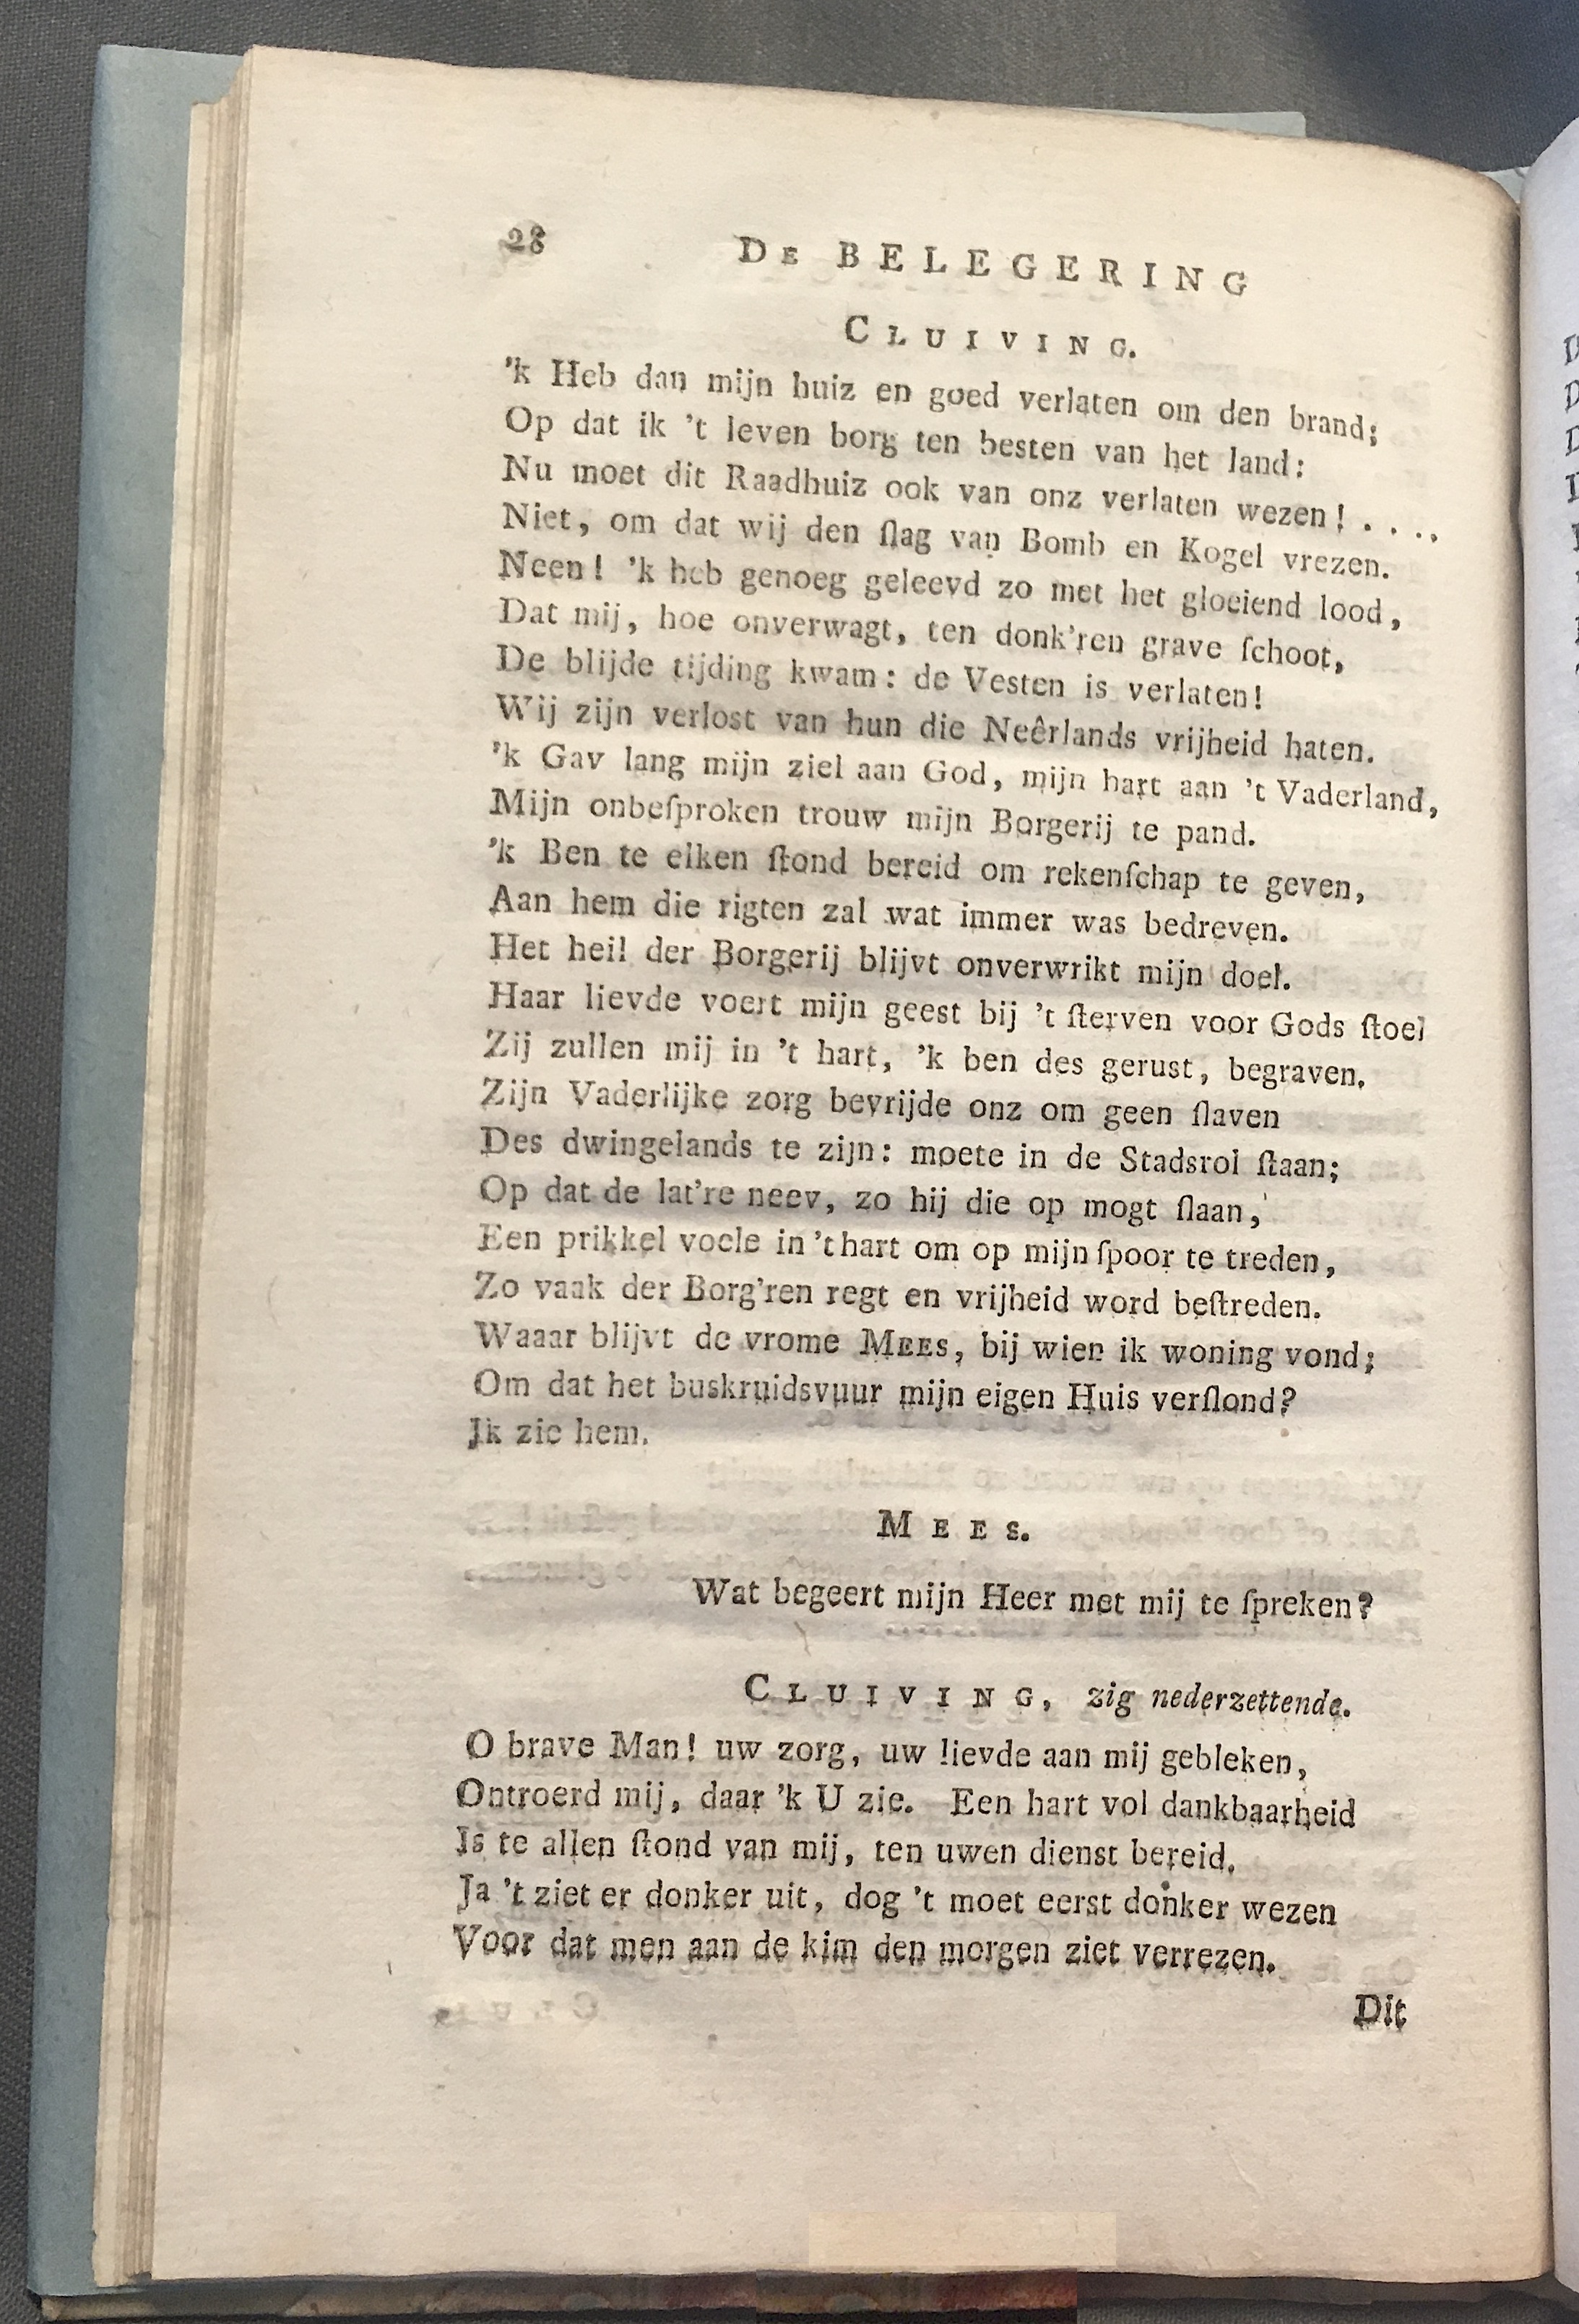 28 DE BELEGERING
CLUIVING.
'k Heb dan mijn huiz en goed verlaten om den brand;
Op dat ik 't leven borg ten besten van het land:
Nu moet dit Raadhuiz ook van onz verlaten wezen! . . . .
Niet, om dat wij den ſlag van Bomb en Kogel vrezen.
Neen! 'k heb genoeg geleevd zo met het gloeiend lood,
Dat mij, hoe onverwagt, ten donk'ren grave ſchoot,
De blijde tijding kwam: de Vesten is verlaten!
Wij zijn verlost van hun die Neêrlands vrijheid haten.
'k Gav lang mijn ziel aan God, mijn hart aan 't Vaderland,
Mijn onbeſproken trouw mijn Borgerij te pand.
'k Ben te elken ſtond bereid om rekenſchap te geven,
Aan hem die rigten zal wat immer was bedreven.
Het heil der Borgerij blijvt onverwrikt mijn doel.
Haar lievde voert mijn geest bij 't ſterven voor Gods ſtoel
Zij zullen mij in 't hart, 'k ben des gerust, begraven.
Zijn Vaderlijke zorg bevrijde onz om geen ſlaven
Des dwingelands te zijn: moete in de Stadsrol ſtaan;
Op dat de lat're neev, zo hij die op mogt ſlaan,
Een prikkel voele in 't hart om op mijn ſpoor te treden,
Zo vaak der Borg'ren regt en vrijheid word beſtreden.
Waaar blijvt de vrome MEES, bij wien ik woning vond;
Om dat het buskruidsvuur mijn eigen Huis verſlond?
Ik zie hem.
MEES.
Wat begeert mijn Heer met mij te ſpreken?
CLUIVING, zig nederzettende.
O brave Man! uw zorg, uw lievde aan mij gebleken,
Ontroerd mij, daar 'k U zie. Een hart vol dankbaarheid
Is te allen ſtond van mij, ten uwen dienst bereid.
Ja 't ziet er donker uit, dog 't moet eerst donker wezen
Voor dat men aan de kim den morgen ziet verrezen.
Dit